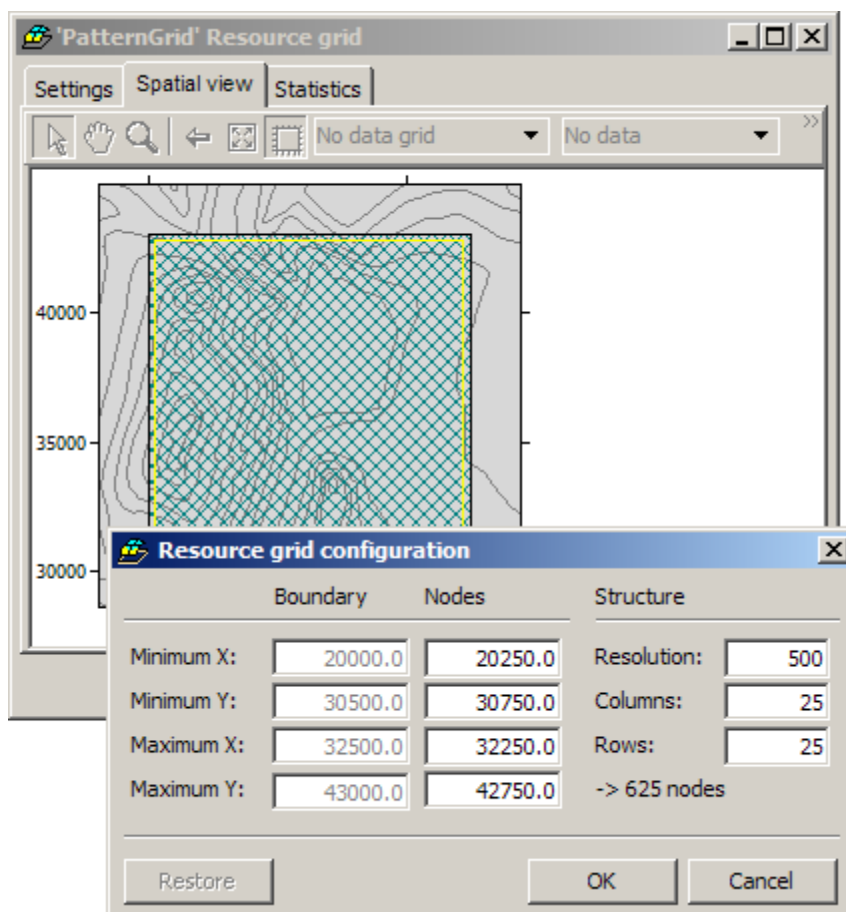 'PatternGrid' Resource grid
Settings Spatial view Statistics
No data grid No data
40000
35000
30000
Resource grid configuration
Boundary Nodes Structure
Minimum X: 20000.0 20250.0 Resolution: 500
Minimum Y: 30500.0 30750.0 Columns: 25
Maximum X: 32500.0 32250.0 Rows: 25
Maximum Y: 43000.0 42750.0 -> 625 nodes
Restore OK Cancel